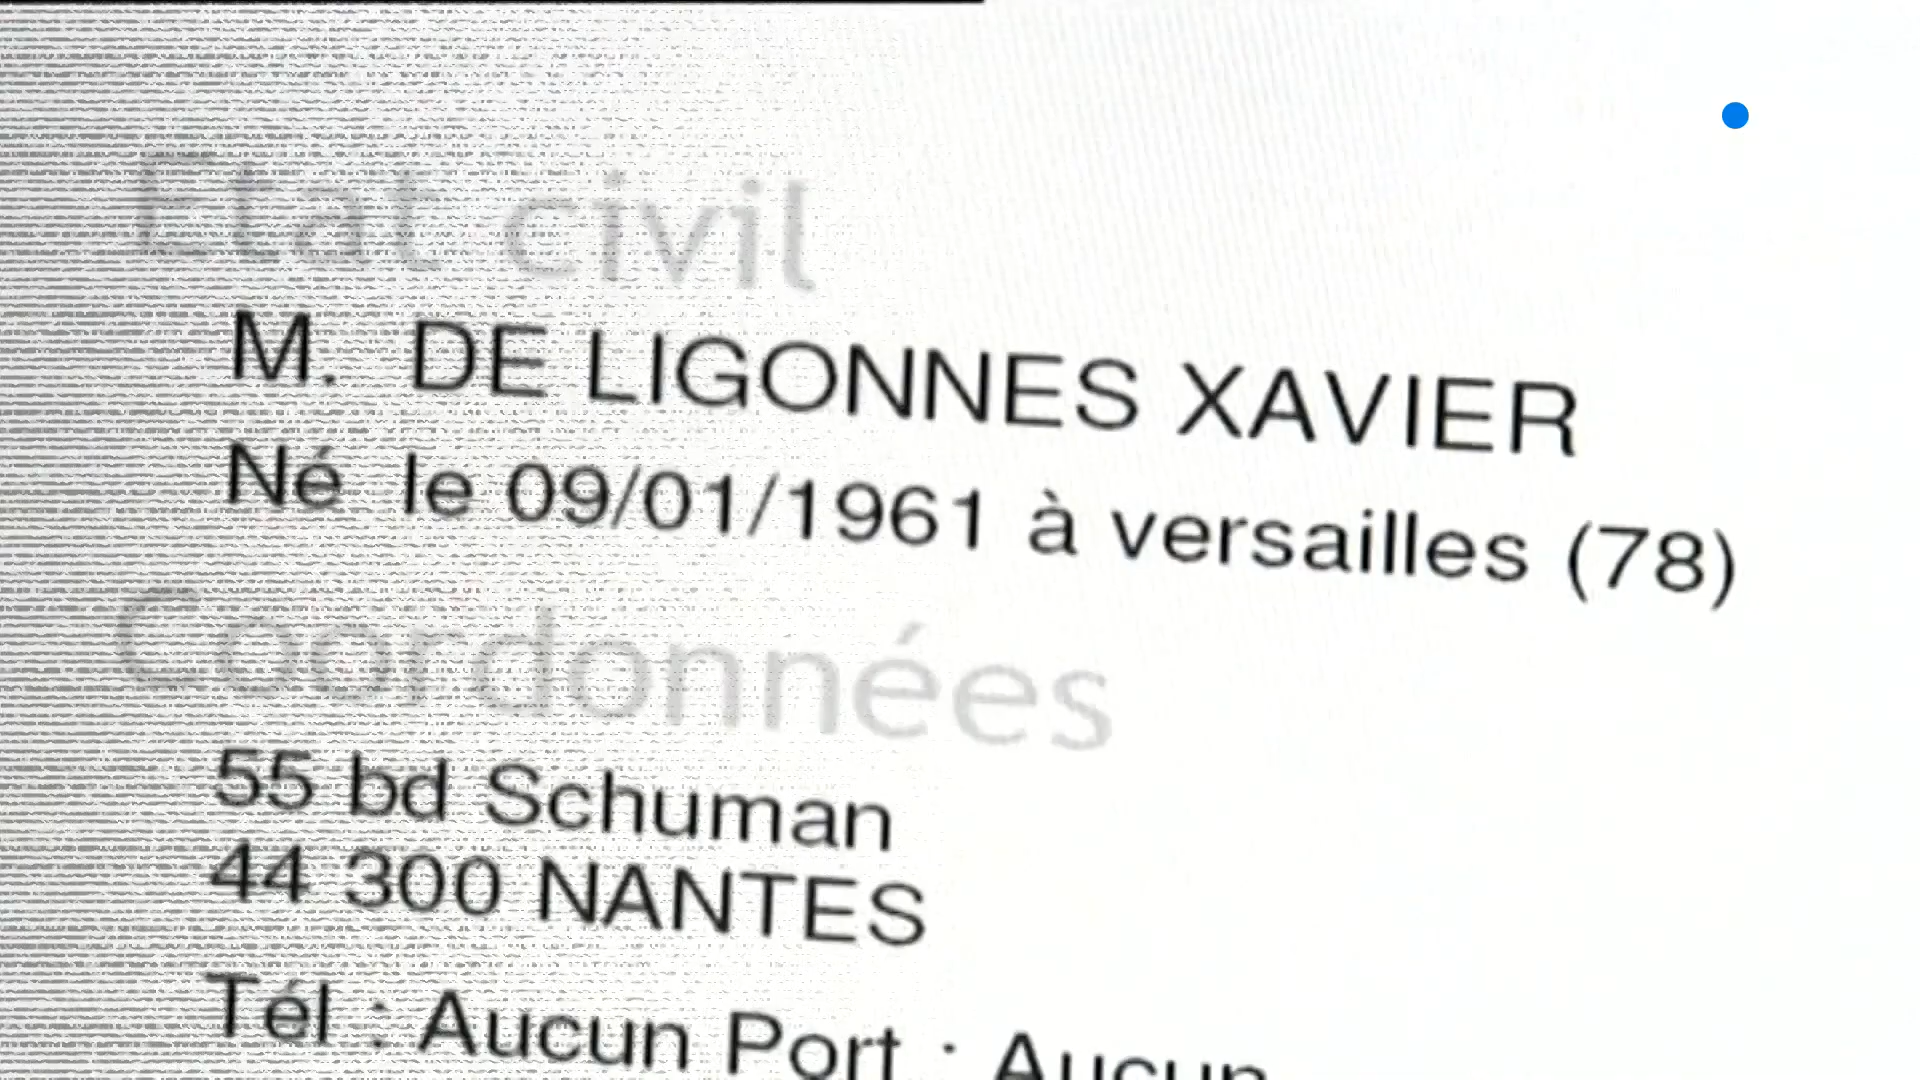 Etat civil
M. DE LIGONNES XAVIER
Né le 09/01/1961 à versailles (78)
Coordonnées
55 bd Schuman
44 300 NANTES
Tél : Aucun Port : Aucun